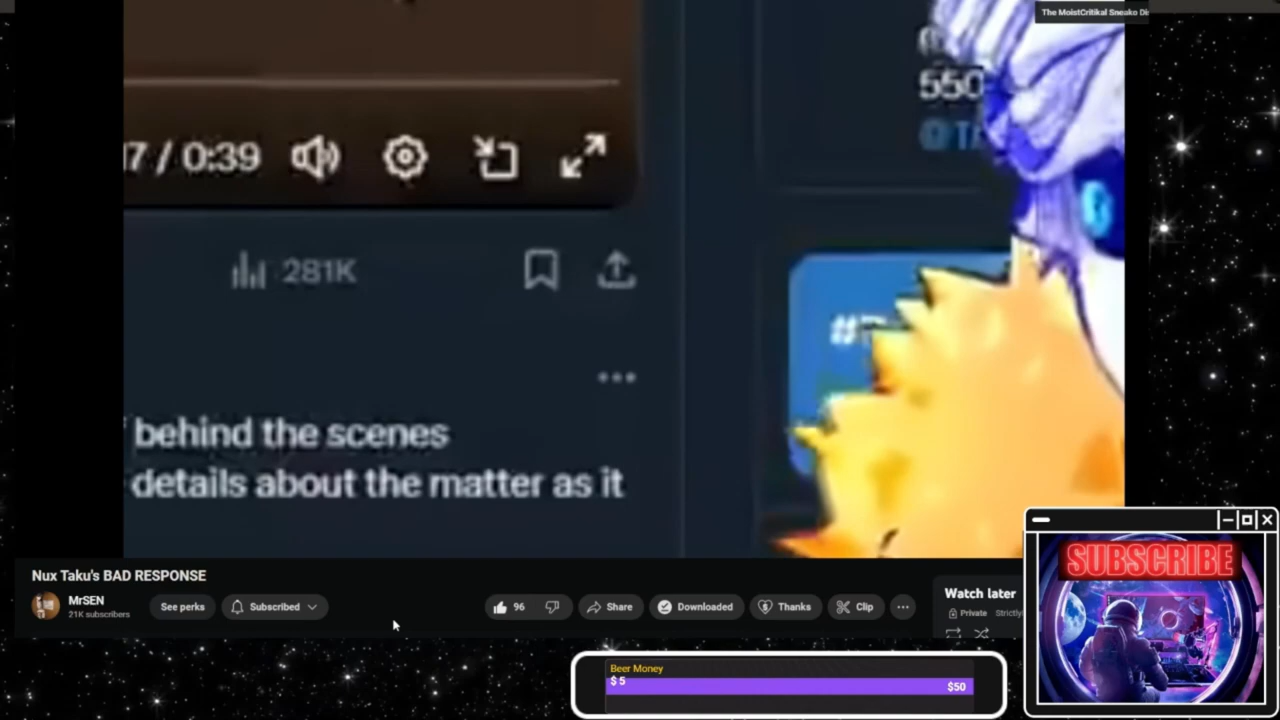 The MoistCritikal Sneako Di
550
7 / 0:39
281K
behind the scenes
details about the matter as it
Nux Taku's BAD RESPONSE
MrSEN
21K subscribers
See perks
Subscribed
96
Share
Downloaded
Thanks
Clip
Watch later
Private Strictly
SUBSCRIBE
Beer Money
$ 5
$50